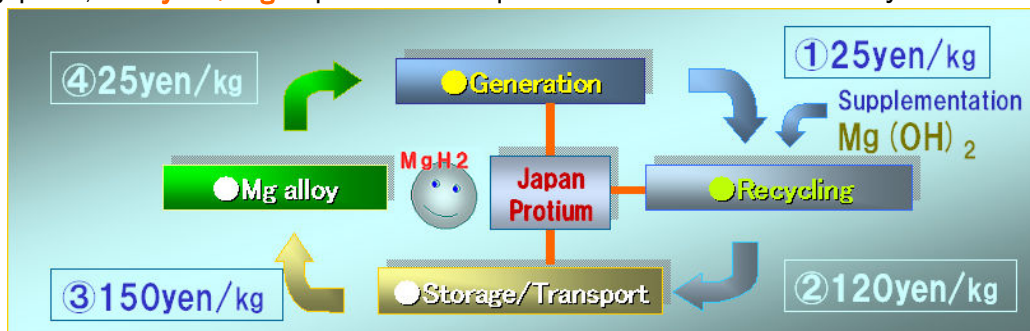 ④25yen/kg
●Generation
①25yen/kg
Supplementation
Mg (OH) 2
MgH2
●Mg alloy
Japan
Protium
●Recycling
③150yen/kg
●Storage/Transport
②120yen/kg